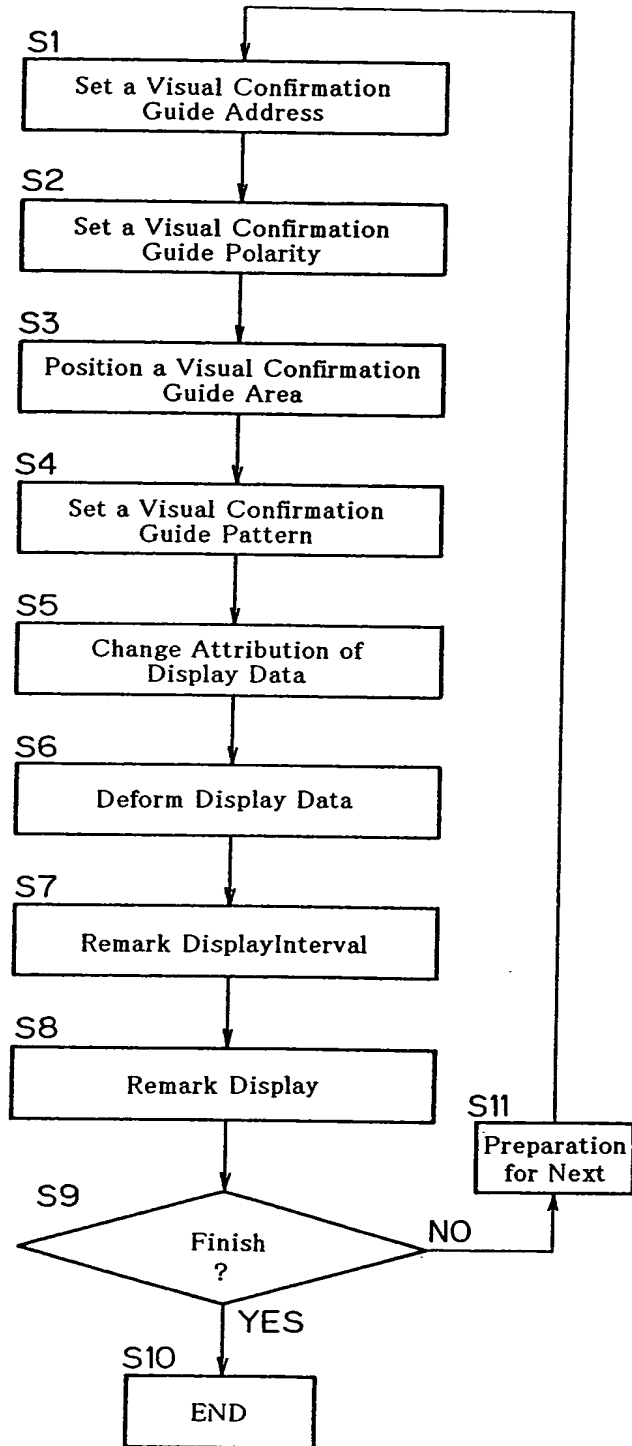 S1
Set a Visual Confirmation
Guide Address
S2
Set a Visual Confirmation
Guide Polarity
S3
Position a Visual Confirmation
Guide Area
S4
Set a Visual Confirmation
Guide Pattern
S5
Change Attribution of
Display Data
S6
Deform Display Data
S7
Remark DisplayInterval
S8
Remark Display
S11
Preparation
for Next
S9
Finish
?
NO
YES
S10
END